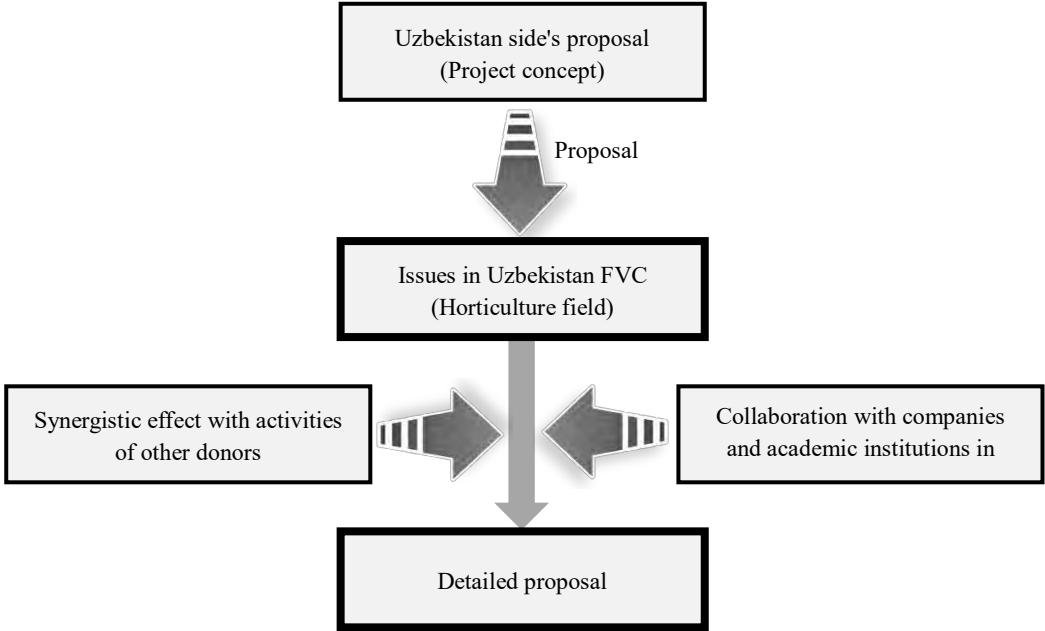 Uzbekistan side's proposal
(Project concept)
Proposal
Issues in Uzbekistan FVC
(Horticulture field)
Synergistic effect with activities
of other donors
Collaboration with companies
and academic institutions in
Detailed proposal